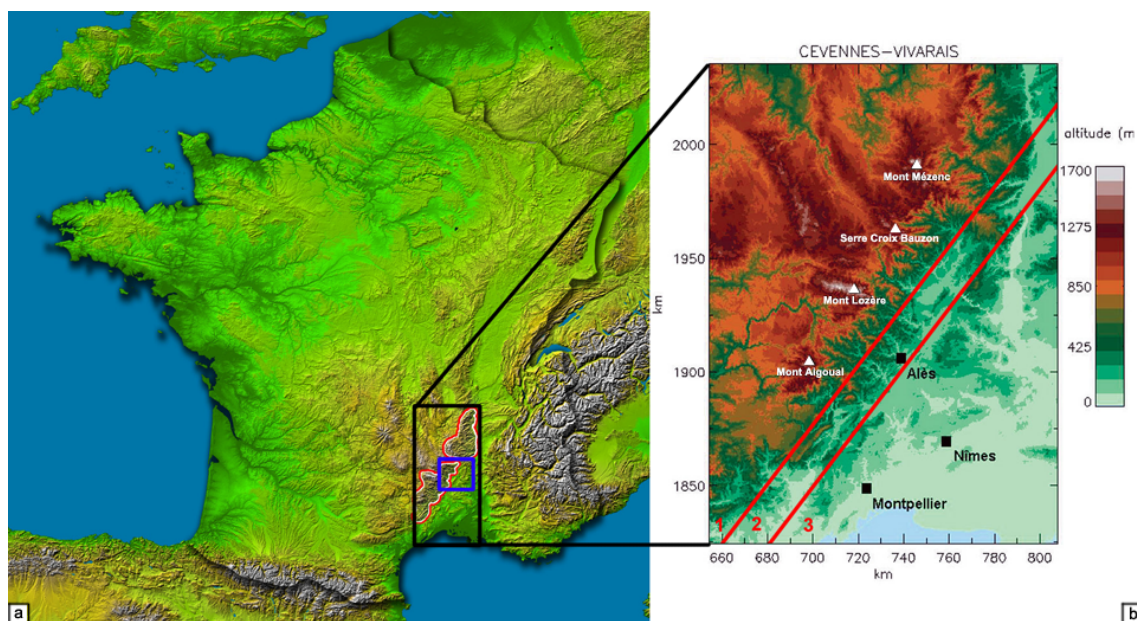 CEVENNES-VIVARAIS
altitude (m
2000
1950
1900
1850
km
Mont Mézenc
Serre Croix Bauzon
Mont Lozère
Mont Aigoual
Alès
Nîmes
Montpellier
1 2 3
660 680 700 720 740 760 780 800
km
1700
1275
850
425
0
a
b